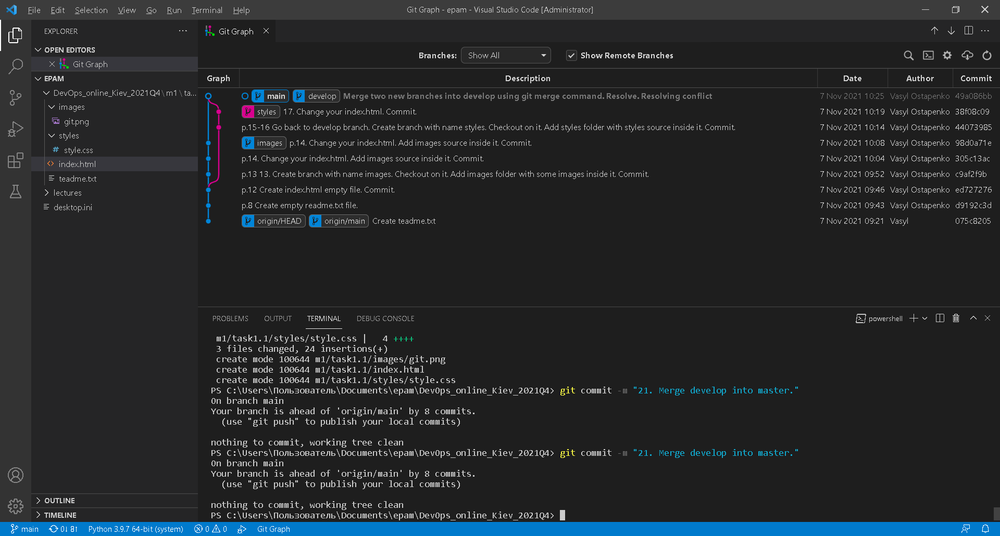 File Edit Selection View Go Run Terminal Help
Git Graph - epam - Visual Studio Code [Administrator]
EXPLORER
OPEN EDITORS
Git Graph
EPAM
DevOps_online_Kiev_2021Q4\m1\ta...
images
git.png
styles
# style.css
index.html
teadme.txt
lectures
desktop.ini
OUTLINE
TIMELINE
Git Graph
Branches: Show All Show Remote Branches
Graph Description Date Author Commit
main develop Merge two new branches into develop using git merge command. Resolve. Resolving conflict 7 Nov 2021 10:25 Vasyl Ostapenko 49a086bb
styles 17. Change your index.html. Commit. 7 Nov 2021 10:19 Vasyl Ostapenko 38f08c09
p.15-16 Go back to develop branch. Create branch with name styles. Checkout on it. Add styles folder with styles source inside it. Commit. 7 Nov 2021 10:14 Vasyl Ostapenko 44073985
images p.14. Change your index.html. Add images source inside it. Commit. 7 Nov 2021 10:08 Vasyl Ostapenko 98d0a71e
p.14. Change your index.html. Add images source inside it. Commit. 7 Nov 2021 10:04 Vasyl Ostapenko 305c13ac
p.13 13. Create branch with name images. Checkout on it. Add images folder with some images inside it. Commit. 7 Nov 2021 09:52 Vasyl Ostapenko c9af2f9b
p.12 Create index.html empty file. Commit. 7 Nov 2021 09:46 Vasyl Ostapenko ed727276
p.8 Create empty readme.txt file. 7 Nov 2021 09:43 Vasyl Ostapenko d9192c3d
origin/HEAD origin/main Create teadme.txt 7 Nov 2021 09:21 Vasyl 075c8205
PROBLEMS OUTPUT TERMINAL DEBUG CONSOLE powershell
m1/task1.1/styles/style.css | 4 ++++
3 files changed, 24 insertions(+)
create mode 100644 m1/task1.1/images/git.png
create mode 100644 m1/task1.1/index.html
create mode 100644 m1/task1.1/styles/style.css
PS C:\Users\Пользователь\Documents\epam\DevOps_online_Kiev_2021Q4> git commit -m "21. Merge develop into master."
On branch main
Your branch is ahead of 'origin/main' by 8 commits.
(use "git push" to publish your local commits)
nothing to commit, working tree clean
PS C:\Users\Пользователь\Documents\epam\DevOps_online_Kiev_2021Q4> git commit -m "21. Merge develop into master."
On branch main
Your branch is ahead of 'origin/main' by 8 commits.
(use "git push" to publish your local commits)
nothing to commit, working tree clean
PS C:\Users\Пользователь\Documents\epam\DevOps_online_Kiev_2021Q4>
main 0↓ 8↑ Python 3.9.7 64-bit (system) 0 0 Git Graph